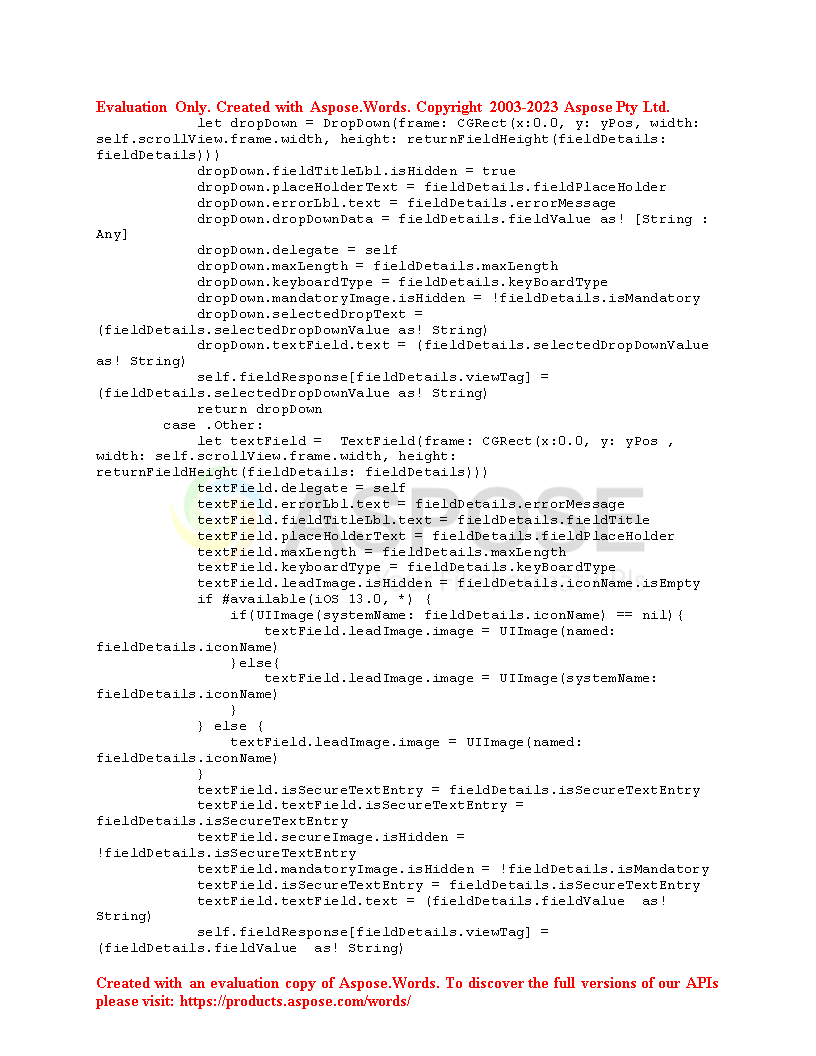 Evaluation Only. Created with Aspose.Words. Copyright 2003-2023 Aspose Pty Ltd.
            let dropDown = DropDown(frame: CGRect(x:0.0, y: yPos, width:
self.scrollView.frame.width, height: returnFieldHeight(fieldDetails:
fieldDetails)))
            dropDown.fieldTitleLbl.isHidden = true
            dropDown.placeHolderText = fieldDetails.fieldPlaceHolder
            dropDown.errorLbl.text = fieldDetails.errorMessage
            dropDown.dropDownData = fieldDetails.fieldValue as! [String :
Any]
            dropDown.delegate = self
            dropDown.maxLength = fieldDetails.maxLength
            dropDown.keyboardType = fieldDetails.keyBoardType
            dropDown.mandatoryImage.isHidden = !fieldDetails.isMandatory
            dropDown.selectedDropText =
(fieldDetails.selectedDropDownValue as! String)
            dropDown.textField.text = (fieldDetails.selectedDropDownValue
as! String)
            self.fieldResponse[fieldDetails.viewTag] =
(fieldDetails.selectedDropDownValue as! String)
            return dropDown
        case .Other:
            let textField =  TextField(frame: CGRect(x:0.0, y: yPos ,
width: self.scrollView.frame.width, height:
returnFieldHeight(fieldDetails: fieldDetails)))
            textField.delegate = self
            textField.errorLbl.text = fieldDetails.errorMessage
            textField.fieldTitleLbl.text = fieldDetails.fieldTitle
            textField.placeHolderText = fieldDetails.fieldPlaceHolder
            textField.maxLength = fieldDetails.maxLength
            textField.keyboardType = fieldDetails.keyBoardType
            textField.leadImage.isHidden = fieldDetails.iconName.isEmpty
            if #available(iOS 13.0, *) {
                if(UIImage(systemName: fieldDetails.iconName) == nil){
                    textField.leadImage.image = UIImage(named:
fieldDetails.iconName)
                }else{
                    textField.leadImage.image = UIImage(systemName:
fieldDetails.iconName)
                }
            } else {
                textField.leadImage.image = UIImage(named:
fieldDetails.iconName)
            }
            textField.isSecureTextEntry = fieldDetails.isSecureTextEntry
            textField.textField.isSecureTextEntry =
fieldDetails.isSecureTextEntry
            textField.secureImage.isHidden =
!fieldDetails.isSecureTextEntry
            textField.mandatoryImage.isHidden = !fieldDetails.isMandatory
            textField.isSecureTextEntry = fieldDetails.isSecureTextEntry
            textField.textField.text = (fieldDetails.fieldValue  as!
String)
            self.fieldResponse[fieldDetails.viewTag] =
(fieldDetails.fieldValue  as! String)
ASPOSE
Created with an evaluation copy of Aspose.Words. To discover the full versions of our APIs
please visit: https://products.aspose.com/words/